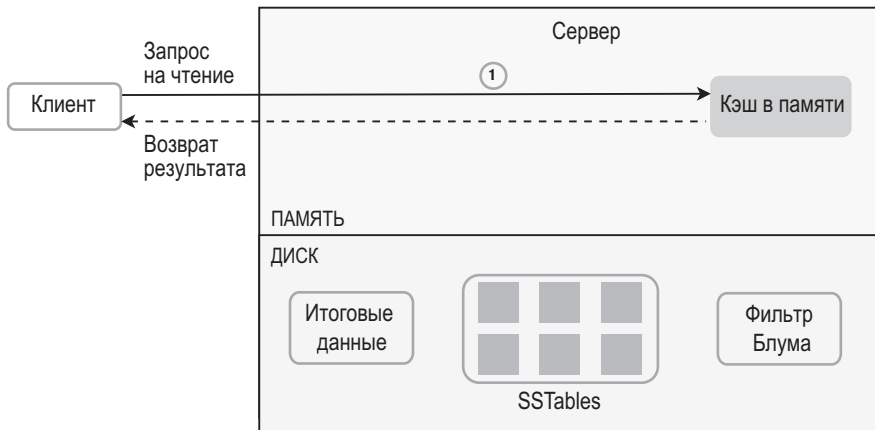 Сервер
Запрос
на чтение
1
Клиент
Кэш в памяти
Возврат
результата
ПАМЯТЬ
ДИСК
Итоговые
данные
Фильтр
Блума
SSTables